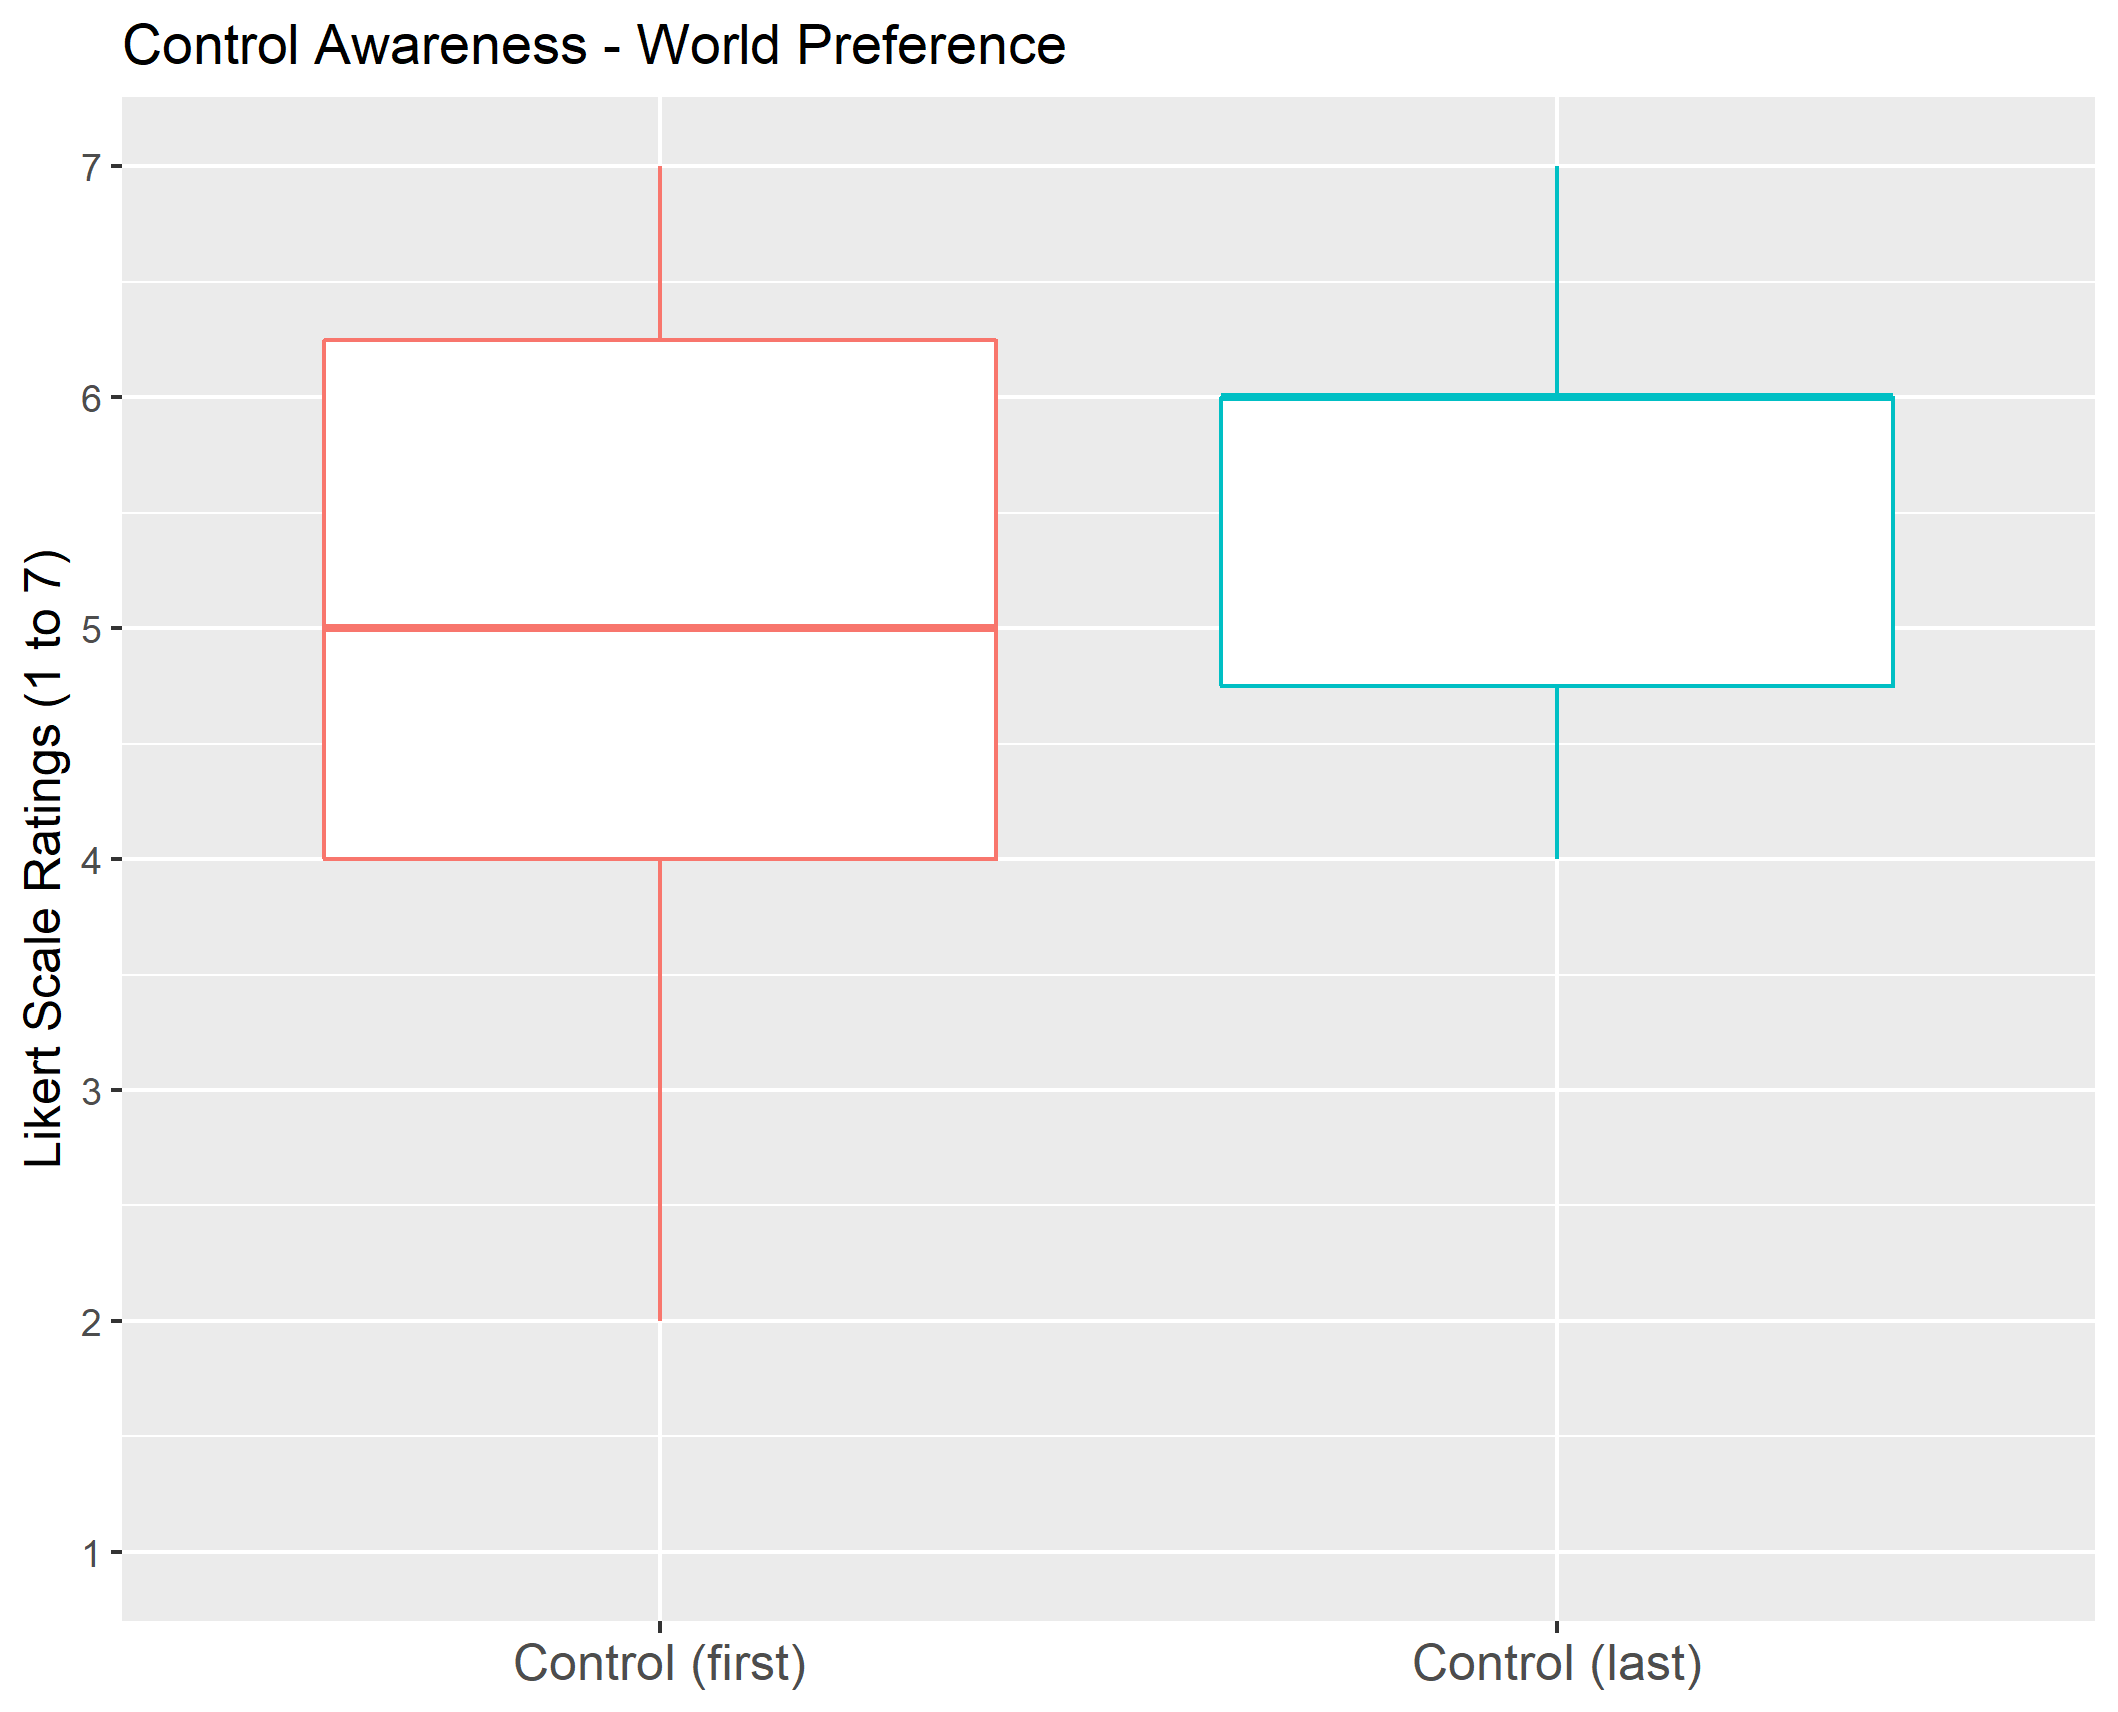 Control Awareness - World Preference
Likert Scale Ratings (1 to 7)
7
6
5
4
3
2
1
Control (first)
Control (last)